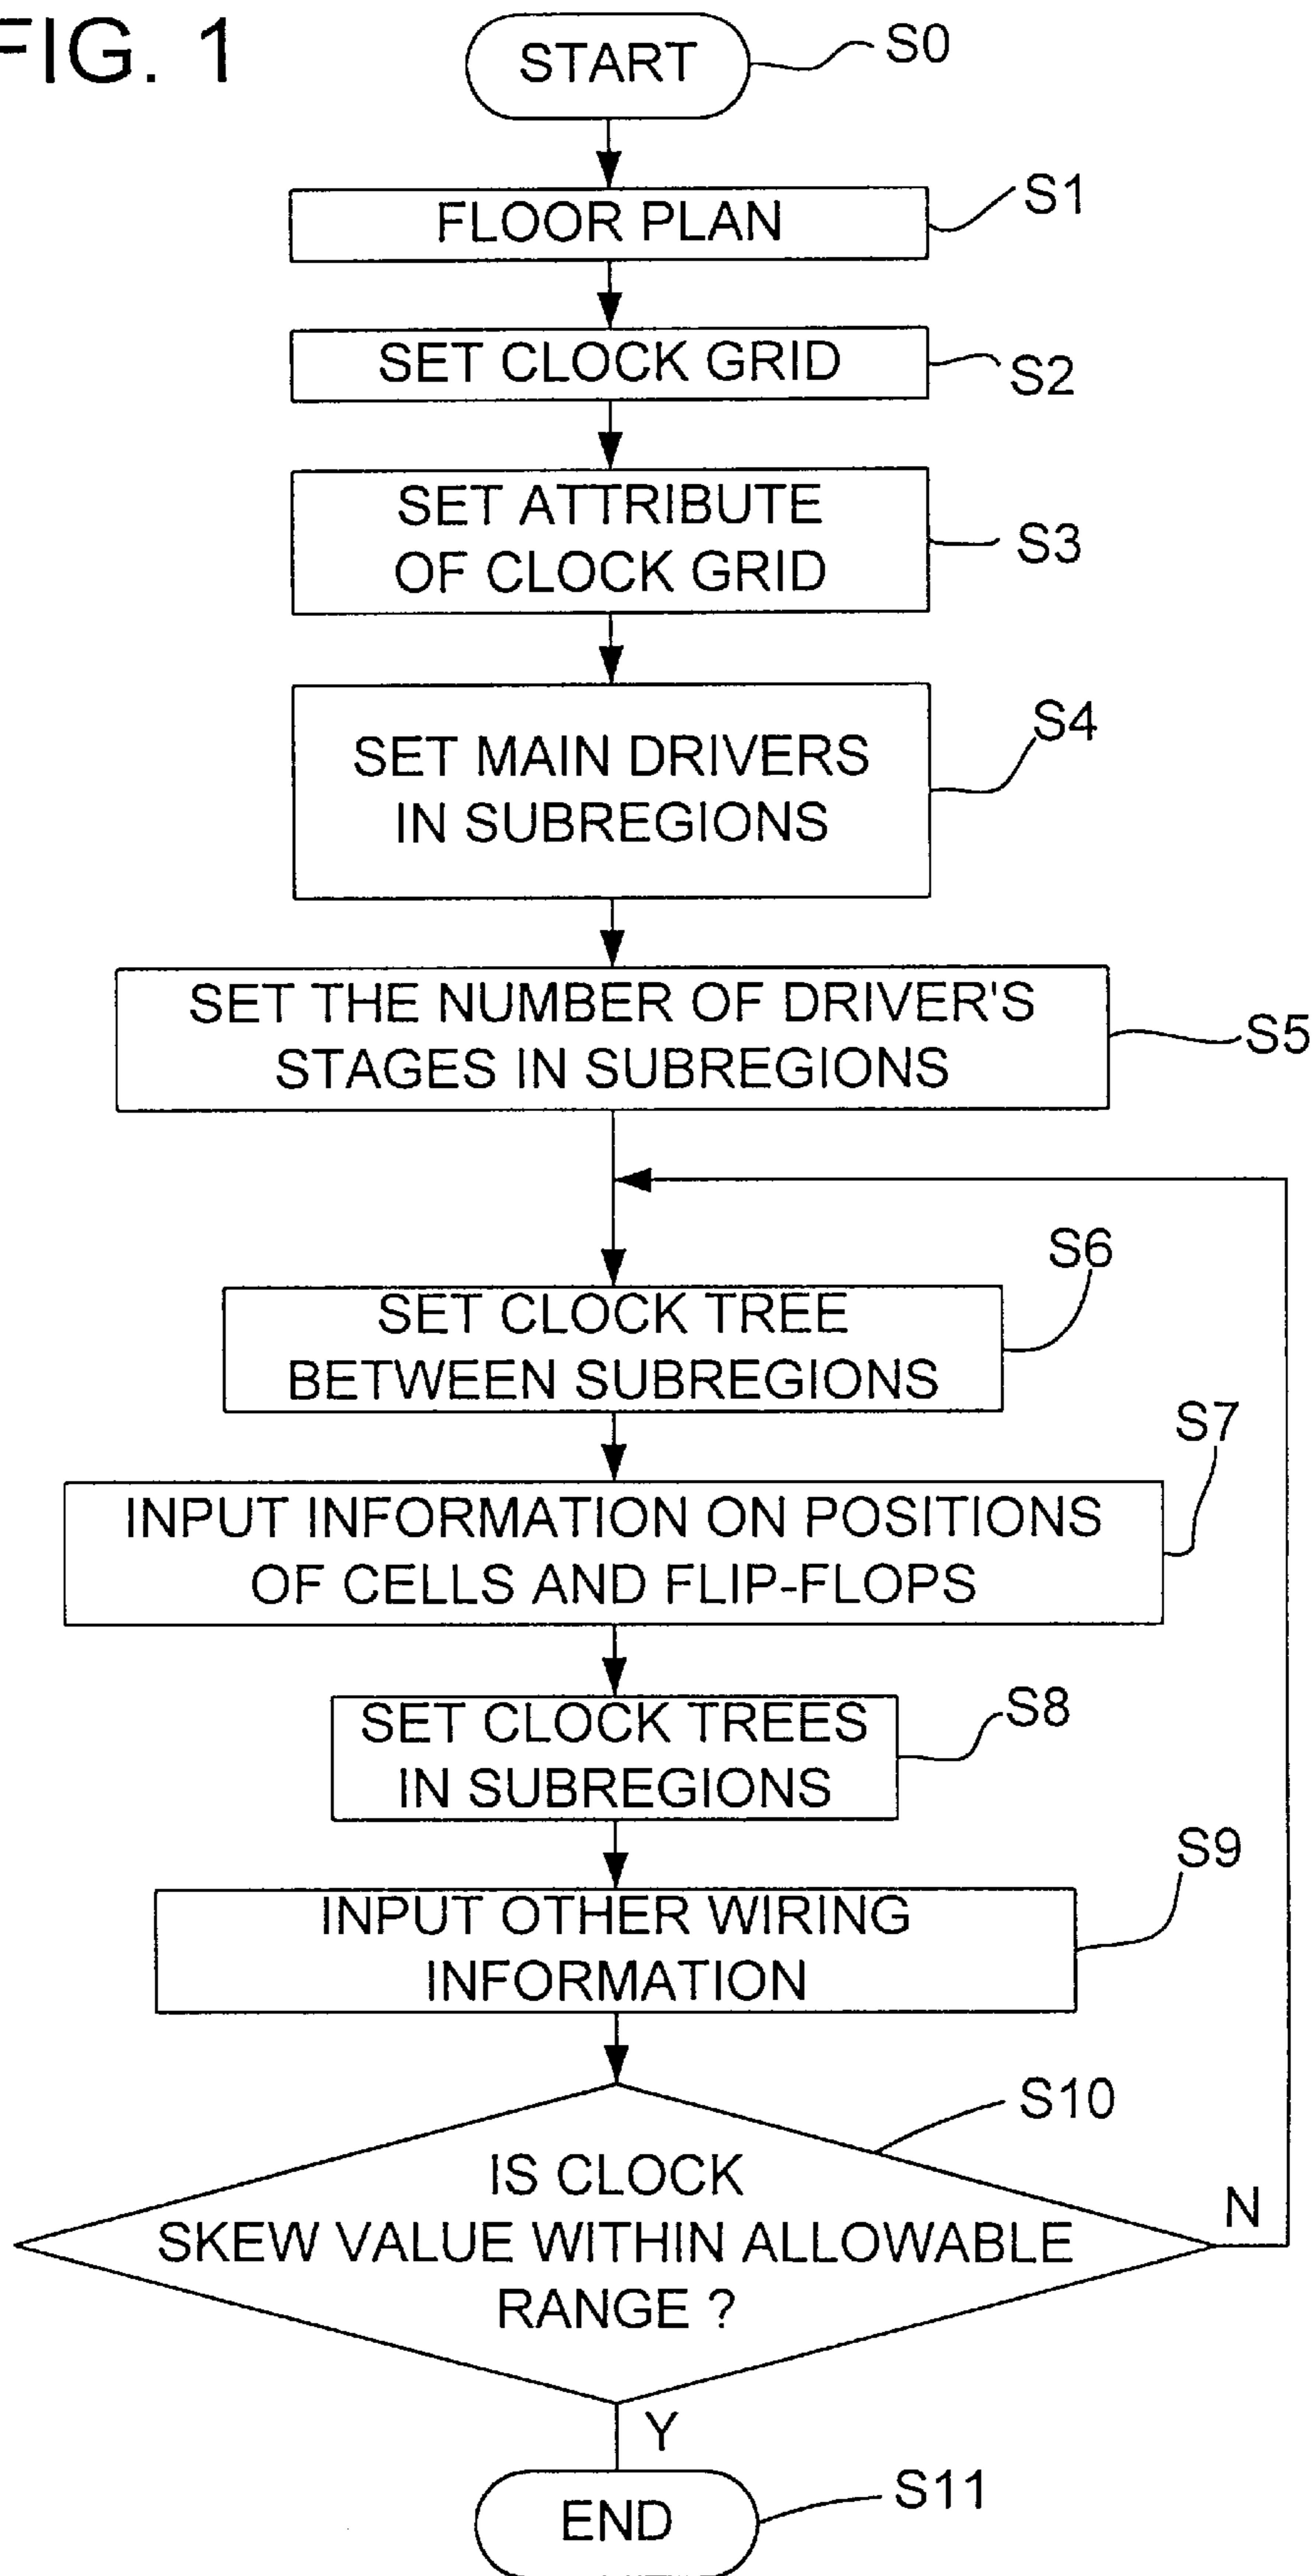 FIG. 1
START
S0
FLOOR PLAN
S1
SET CLOCK GRID
S2
SET ATTRIBUTE
OF CLOCK GRID
S3
SET MAIN DRIVERS
IN SUBREGIONS
S4
SET THE NUMBER OF DRIVER'S
STAGES IN SUBREGIONS
S5
SET CLOCK TREE
BETWEEN SUBREGIONS
S6
INPUT INFORMATION ON POSITIONS
OF CELLS AND FLIP-FLOPS
S7
SET CLOCK TREES
IN SUBREGIONS
S8
INPUT OTHER WIRING
INFORMATION
S9
IS CLOCK
SKEW VALUE WITHIN ALLOWABLE
RANGE ?
S10
N
Y
END
S11